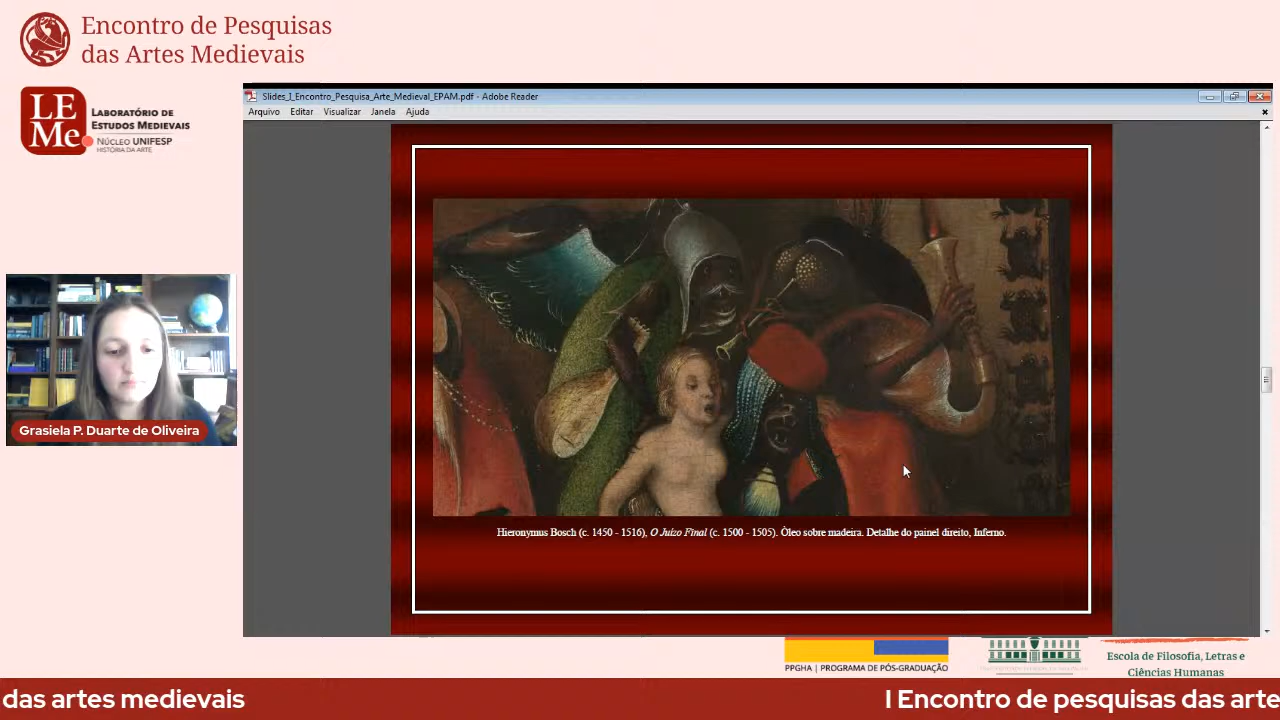 Encontro de Pesquisas
das Artes Medievais
LE
Me
LABORATÓRIO DE
ESTUDOS MEDIEVAIS
NÚCLEO UNIFESP
HISTÓRIA DA ARTE
Slides_I_Encontro_Pesquisa_Arte_Medieval_EPAM.pdf - Adobe Reader
Arquivo Editar Visualizar Janela Ajuda
Grasiela P. Duarte de Oliveira
Hieronymus Bosch (c. 1450 - 1516), O Juízo Final (c. 1500 - 1505). Óleo sobre madeira. Detalhe do painel direito, Inferno.
PPGHA | PROGRAMA DE PÓS-GRADUAÇÃO
Escola de Filosofia, Letras e
Ciências Humanas
das artes medievais
I Encontro de pesquisas das arte